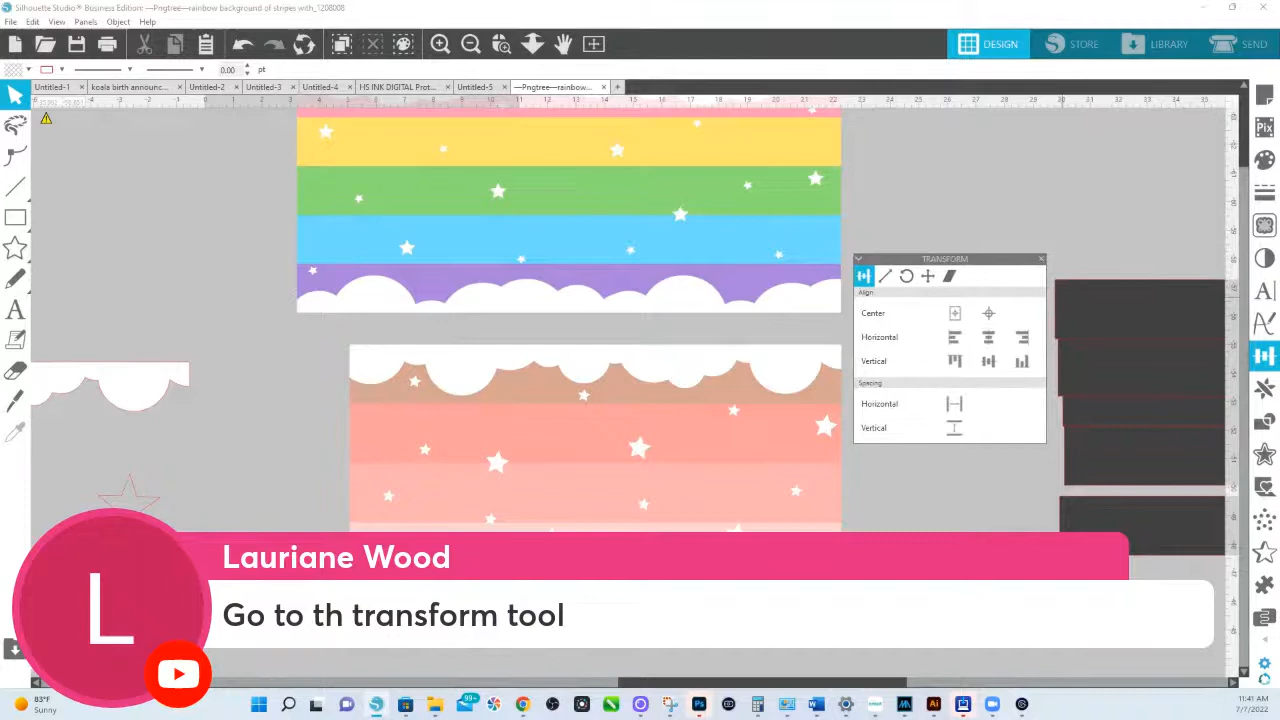 Silhouette Studio® Business Edition: —Pngtree—rainbow background of stripes with_1208008
File Edit View Panels Object Help
DESIGN STORE LIBRARY SEND
0.00 pt
Untitled-1 koala birth announc... Untitled-2 Untitled-3 Untitled-4 HS INK DIGITAL Prot... Untitled-5 —Pngtree—rainbow...
TRANSFORM
Align
Center
Horizontal
Vertical
Spacing
Horizontal
Vertical
L
Lauriane Wood
Go to th transform tool
83°F
Sunny
99+
11:41 AM
7/7/2022